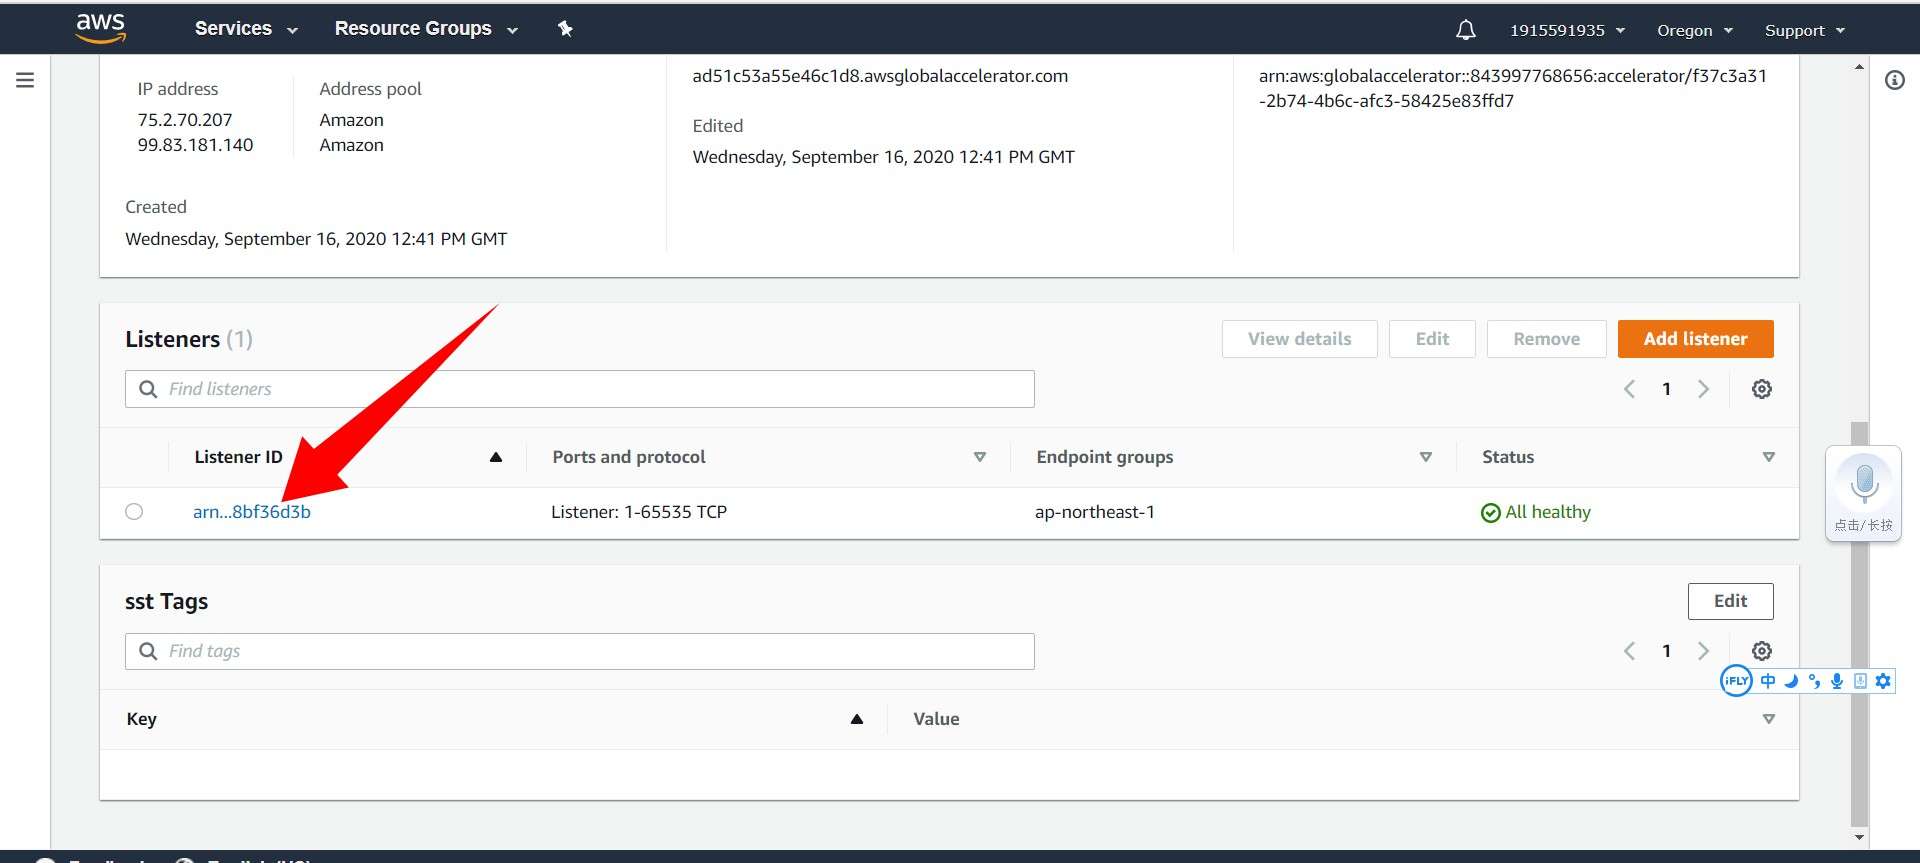 aws
Services
Resource Groups
1915591935
Oregon
Support
IP address
Address pool
75.2.70.207
Amazon
99.83.181.140
Amazon
Created
Wednesday, September 16, 2020 12:41 PM GMT
ad51c53a55e46c1d8.awsglobalaccelerator.com
Edited
Wednesday, September 16, 2020 12:41 PM GMT
arn:aws:globalaccelerator::843997768656:accelerator/f37c3a31
-2b74-4b6c-afc3-58425e83ffd7
Listeners (1)
View details
Edit
Remove
Add listener
Find listeners
1
Listener ID
Ports and protocol
Endpoint groups
Status
arn...8bf36d3b
Listener: 1-65535 TCP
ap-northeast-1
All healthy
点击/长按
sst Tags
Edit
Find tags
1
iFLY
中
Key
Value